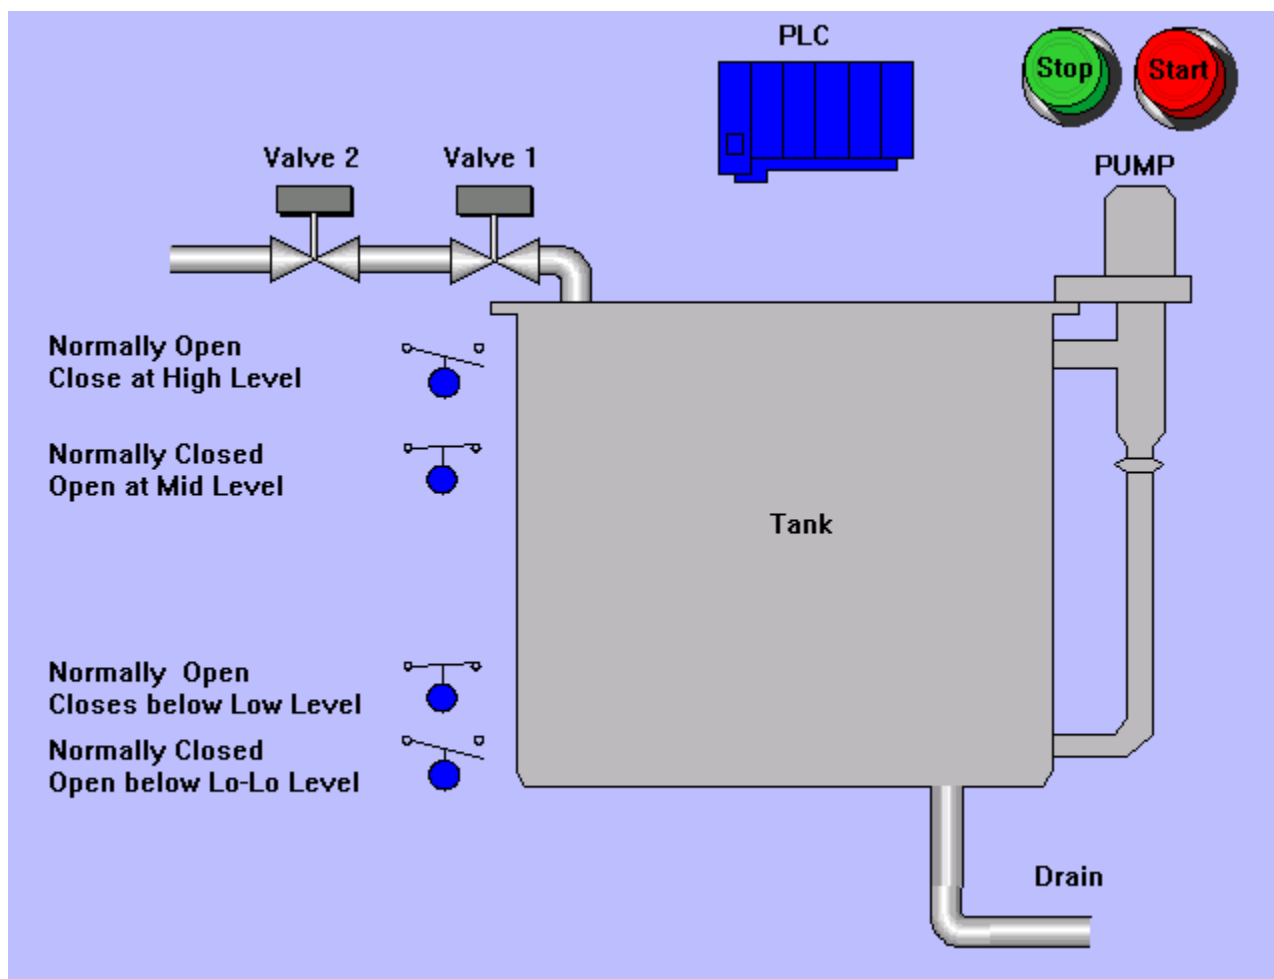 PLC
Stop
Start
Valve 2
Valve 1
PUMP
Normally Open
Close at High Level
Normally Closed
Open at Mid Level
Tank
Normally Open
Closes below Low Level
Normally Closed
Open below Lo-Lo Level
Drain